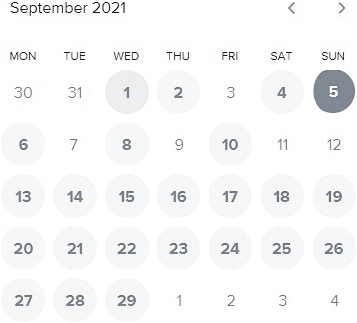 September 2021
MON TUE WED THU FRI SAT SUN
30 31 1 2 3 4 5
6 7 8 9 10 11 12
13 14 15 16 17 18 19
20 21 22 23 24 25 26
27 28 29 1 2 3 4